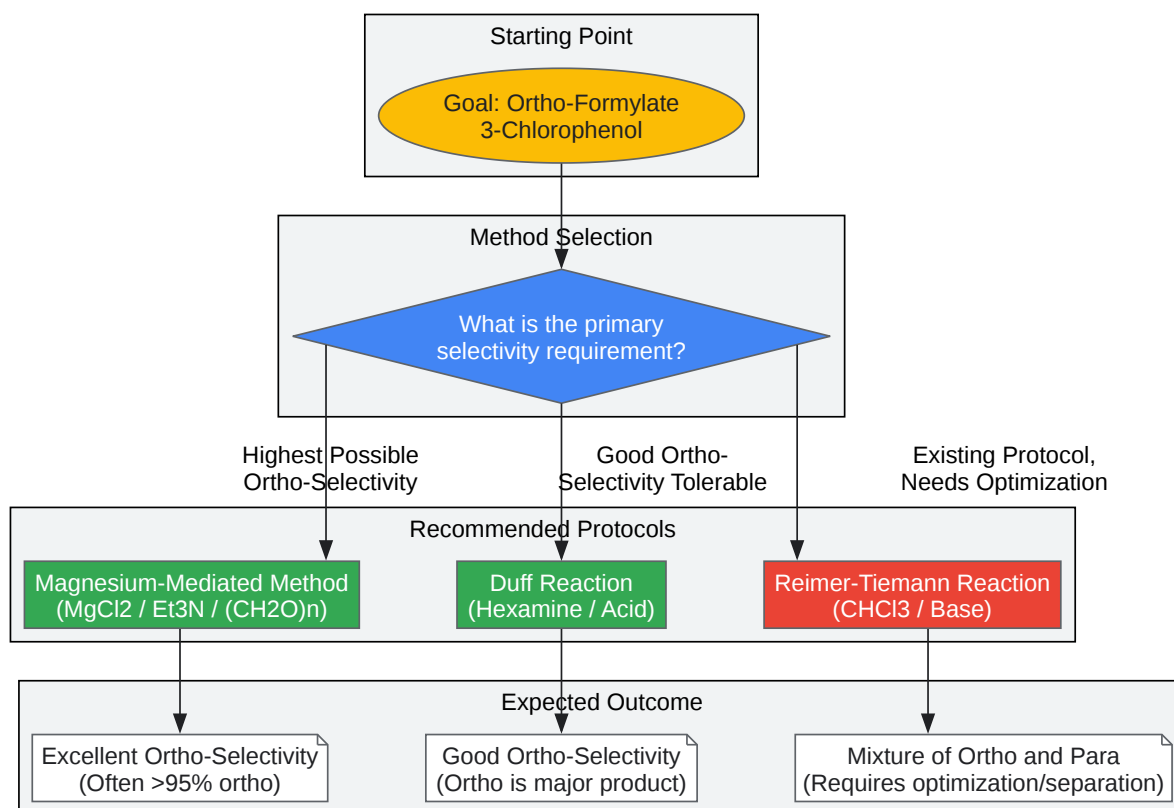 Starting Point
Goal: Ortho-Formylate
3-Chlorophenol
Method Selection
What is the primary
selectivity requirement?
Highest Possible
Ortho-Selectivity
Good Ortho-
Selectivity Tolerable
Existing Protocol,
Needs Optimization
Recommended Protocols
Magnesium-Mediated Method
(MgCl2 / Et3N / (CH2O)n)
Duff Reaction
(Hexamine / Acid)
Reimer-Tiemann Reaction
(CHCl3 / Base)
Expected Outcome
Excellent Ortho-Selectivity
(Often >95% ortho)
Good Ortho-Selectivity
(Ortho is major product)
Mixture of Ortho and Para
(Requires optimization/separation)